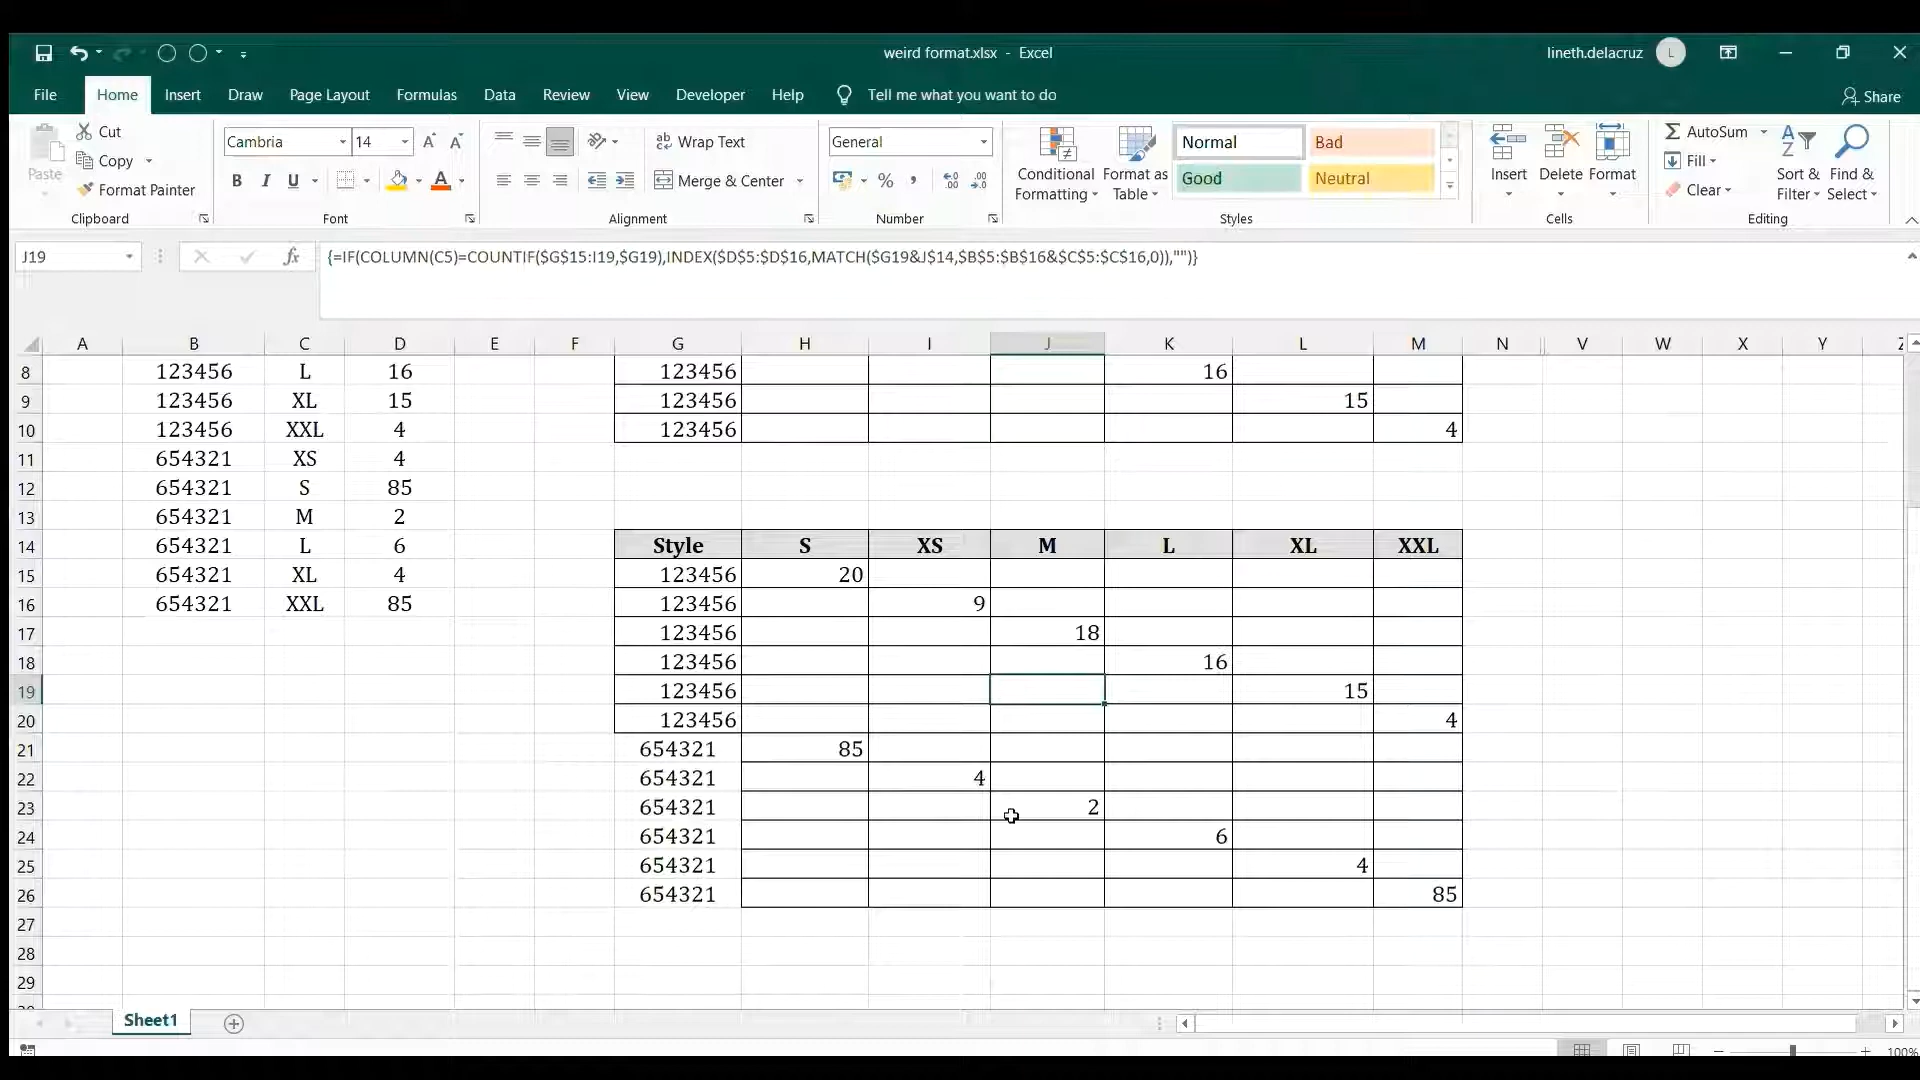 weird format.xlsx - Excel
lineth.delacruz L
File Home Insert Draw Page Layout Formulas Data Review View Developer Help Tell me what you want to do Share
Paste Cut Copy Format Painter Clipboard
Cambria 14 B I U A Font
Wrap Text Merge & Center Alignment
General % , Number
Conditional Formatting Format as Table Normal Bad Good Neutral Styles
Insert Delete Format Cells
AutoSum Fill Clear Sort & Filter Find & Select Editing
J19 fx {=IF(COLUMN(C5)=COUNTIF($G$15:I19,$G19),INDEX($D$5:$D$16,MATCH($G19&J$14,$B$5:$B$16&$C$5:$C$16,0)),"")}
A B C D E F G H I J K L M N V W X Y Z
8 123456 L 16 123456 16
9 123456 XL 15 123456 15
10 123456 XXL 4 123456 4
11 654321 XS 4
12 654321 S 85
13 654321 M 2
14 654321 L 6 Style S XS M L XL XXL
15 654321 XL 4 123456 20
16 654321 XXL 85 123456 9
17 123456 18
18 123456 16
19 123456 15
20 123456 4
21 654321 85
22 654321 4
23 654321 2
24 654321 6
25 654321 4
26 654321 85
27
28
29
Sheet1
100%